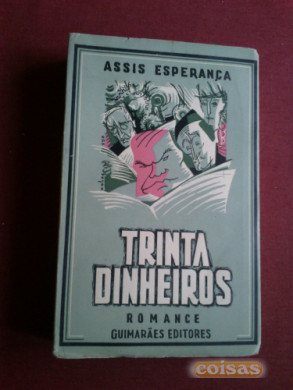 ASSIS ESPERANÇA
TRINTA
DINHEIROS
ROMANCE
GUIMARÃES EDITORES
coisas